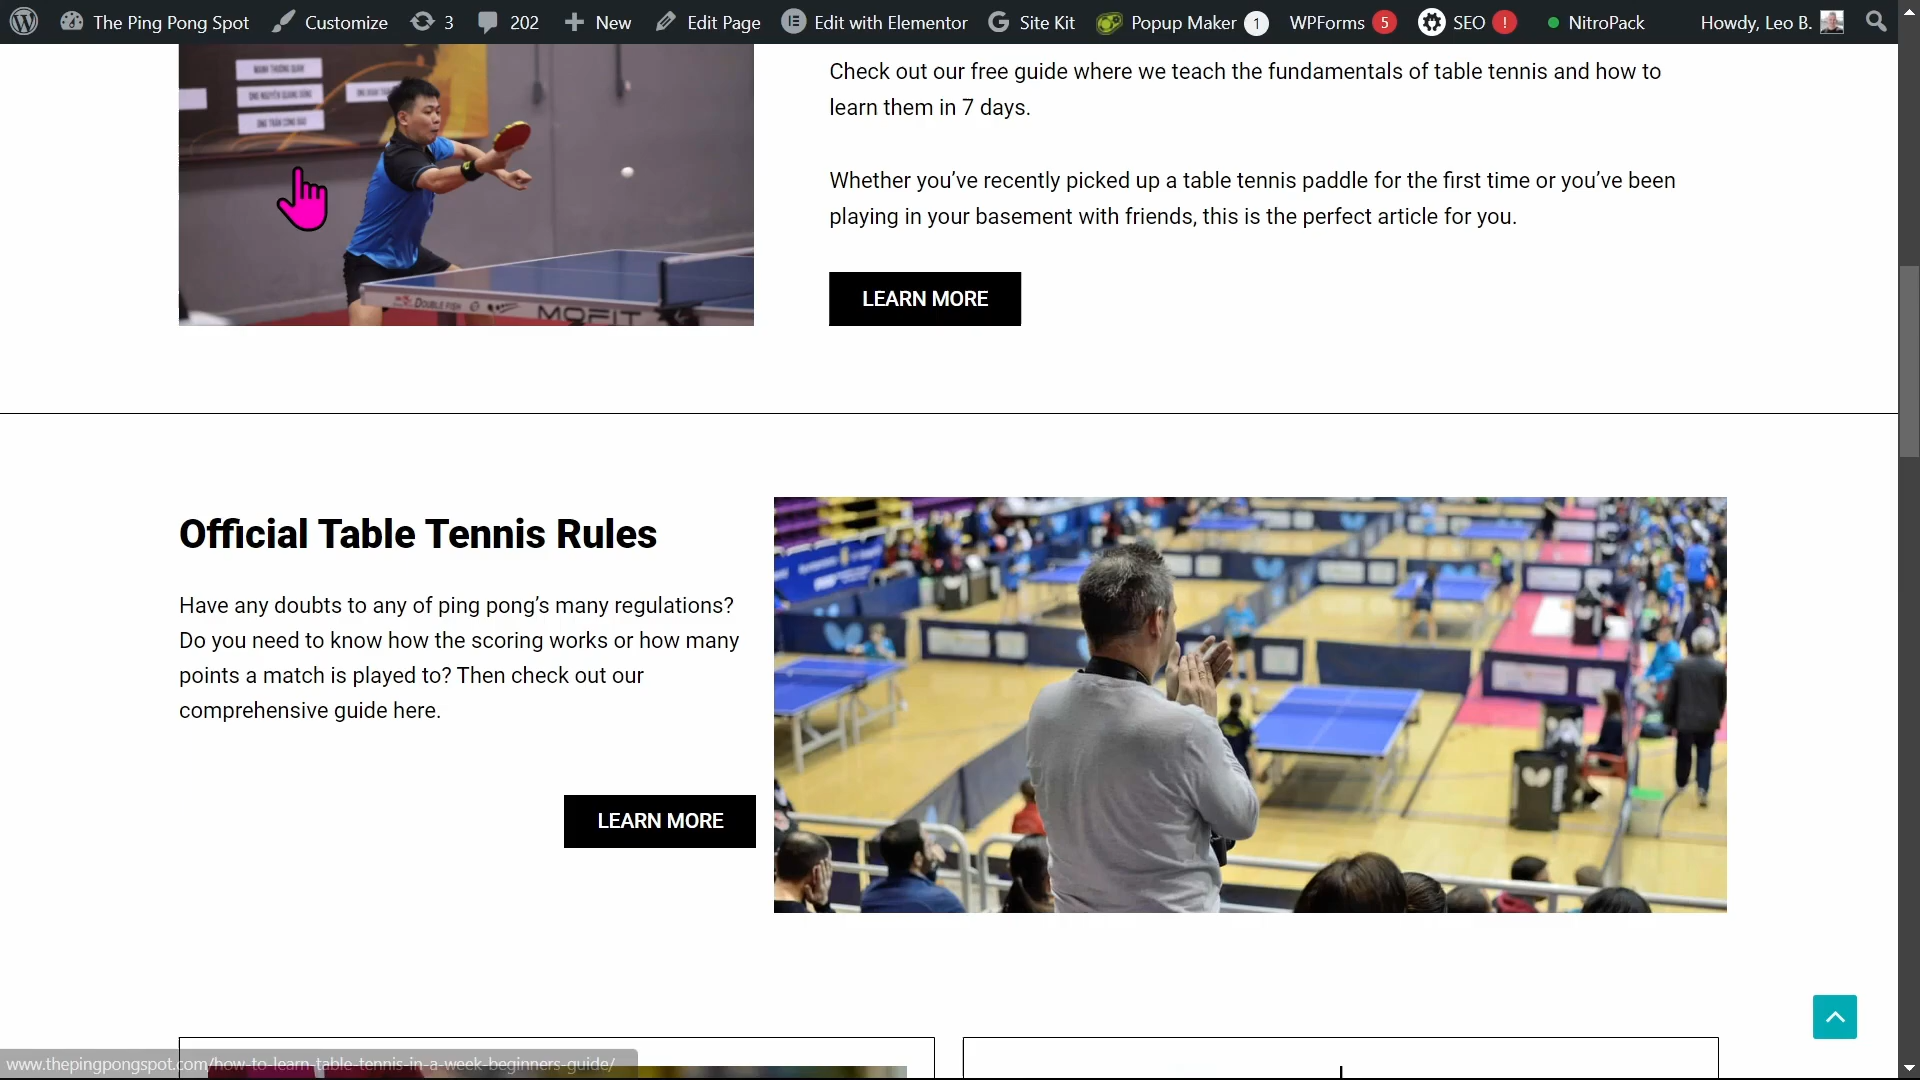 The Ping Pong Spot Customize 3 202 New Edit Page Edit with Elementor Site Kit Popup Maker 1 WPForms 5 SEO ! NitroPack Howdy, Leo B.
Check out our free guide where we teach the fundamentals of table tennis and how to
learn them in 7 days.
Whether you’ve recently picked up a table tennis paddle for the first time or you’ve been
playing in your basement with friends, this is the perfect article for you.
LEARN MORE
DOUBLE FISH
MOFIT
Official Table Tennis Rules
Have any doubts to any of ping pong’s many regulations?
Do you need to know how the scoring works or how many
points a match is played to? Then check out our
comprehensive guide here.
LEARN MORE
www.thepingpongspot.com/how-to-learn-table-tennis-in-a-week-beginners-guide/